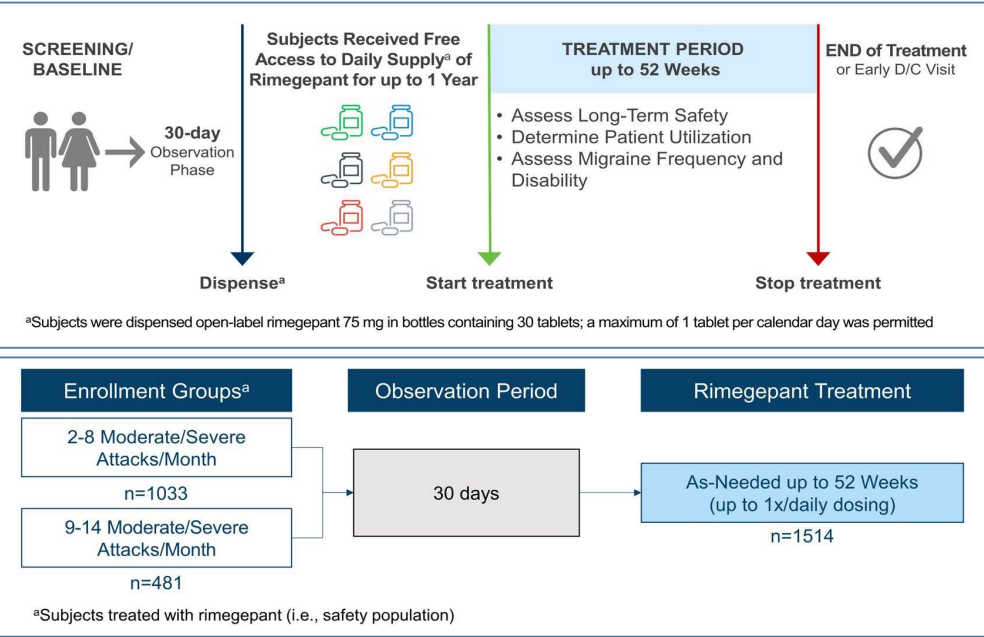 SCREENING/
BASELINE
30-day
Observation
Phase
Subjects Received Free
Access to Daily Supplyᵃ of
Rimegepant for up to 1 Year
TREATMENT PERIOD
up to 52 Weeks
• Assess Long-Term Safety
• Determine Patient Utilization
• Assess Migraine Frequency and
Disability
END of Treatment
or Early D/C Visit
Dispenseᵃ
Start treatment
Stop treatment
ᵃSubjects were dispensed open-label rimegepant 75 mg in bottles containing 30 tablets; a maximum of 1 tablet per calendar day was permitted
Enrollment Groupsᵃ
2-8 Moderate/Severe
Attacks/Month
n=1033
9-14 Moderate/Severe
Attacks/Month
n=481
Observation Period
30 days
Rimegepant Treatment
As-Needed up to 52 Weeks
(up to 1x/daily dosing)
n=1514
ᵃSubjects treated with rimegepant (i.e., safety population)